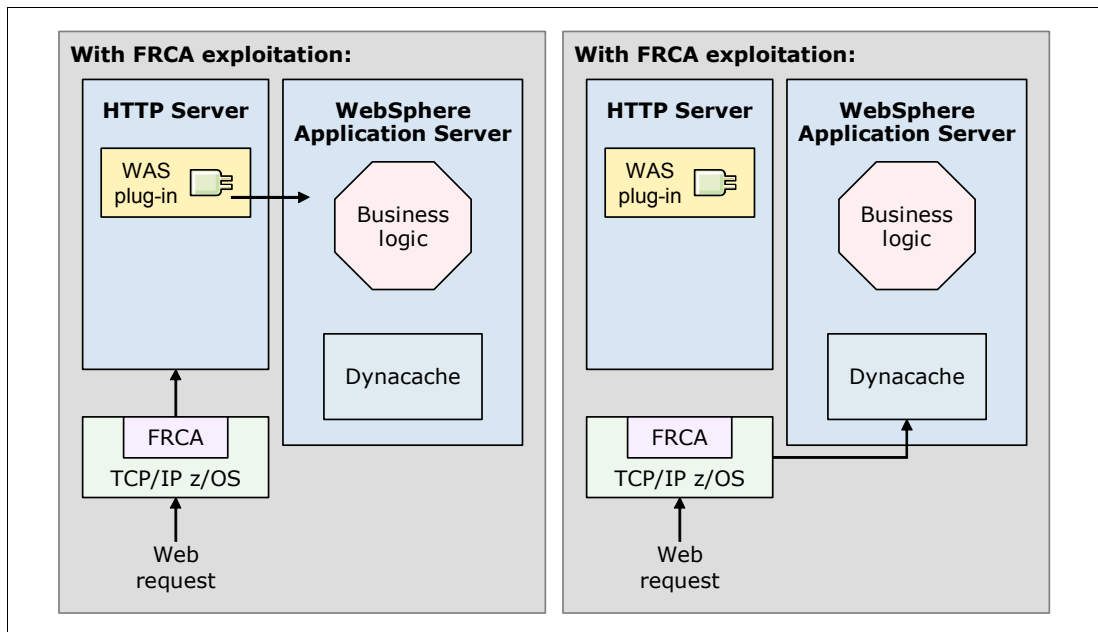 With FRCA exploitation:
HTTP Server
WebSphere
Application Server
WAS
plug-in
Business
logic
Dynacache
FRCA
TCP/IP z/OS
Web
request
With FRCA exploitation:
HTTP Server
WebSphere
Application Server
WAS
plug-in
Business
logic
Dynacache
FRCA
TCP/IP z/OS
Web
request